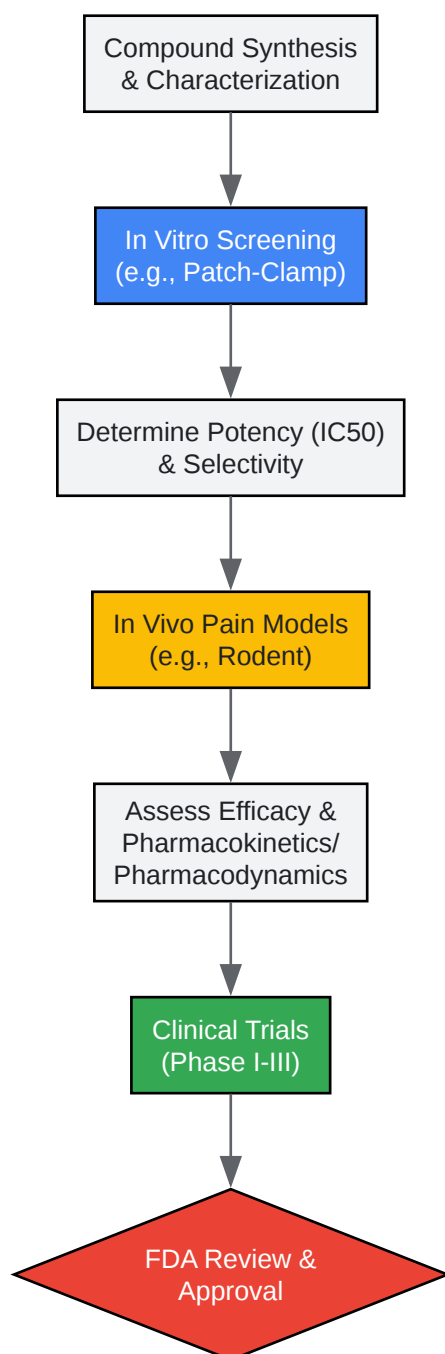 Compound Synthesis
& Characterization
In Vitro Screening
(e.g., Patch-Clamp)
Determine Potency (IC50)
& Selectivity
In Vivo Pain Models
(e.g., Rodent)
Assess Efficacy &
Pharmacokinetics/
Pharmacodynamics
Clinical Trials
(Phase I-III)
FDA Review &
Approval